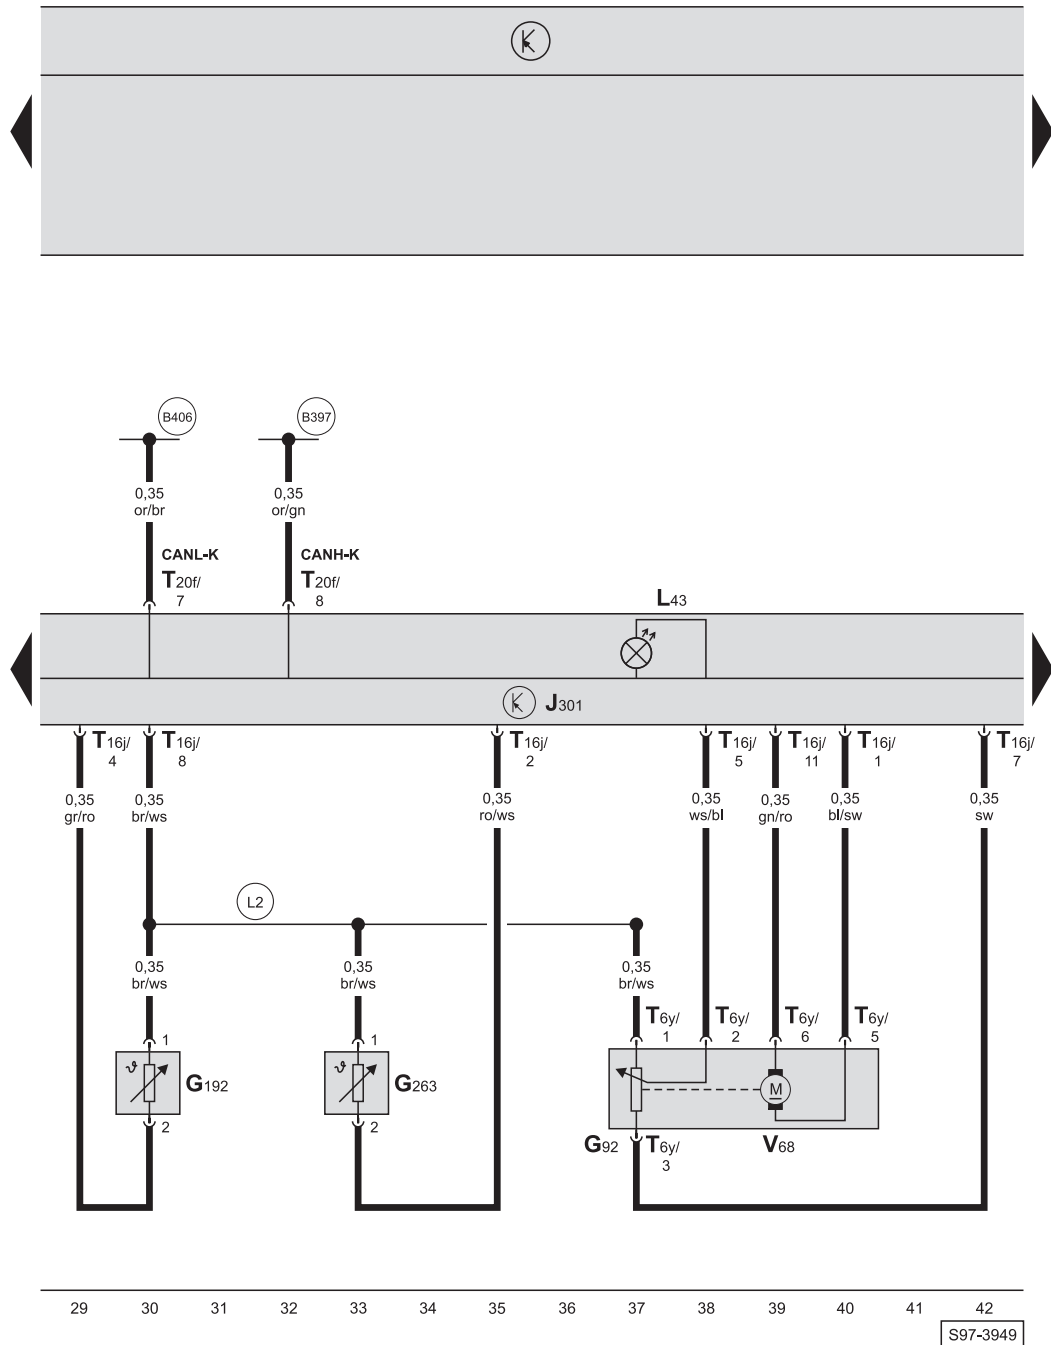 B406 B397
0,35 0,35
or/br or/gn
CANL-K CANH-K
T20f/ T20f/
7 8
L43
J301
T16j/ T16j/ T16j/ T16j/ T16j/ T16j/ T16j/
4 8 2 5 11 1 7
0,35 0,35 0,35 0,35 0,35 0,35 0,35
gr/ro br/ws ro/ws ws/bl gn/ro bl/sw sw
L2
0,35 0,35 0,35
br/ws br/ws br/ws
T6y/ T6y/ T6y/ T6y/
1 2 6 5
1 1
ϑ ϑ
G192 G263 M
2 2
G92 T6y/ V68
3
29 30 31 32 33 34 35 36 37 38 39 40 41 42
S97-3949